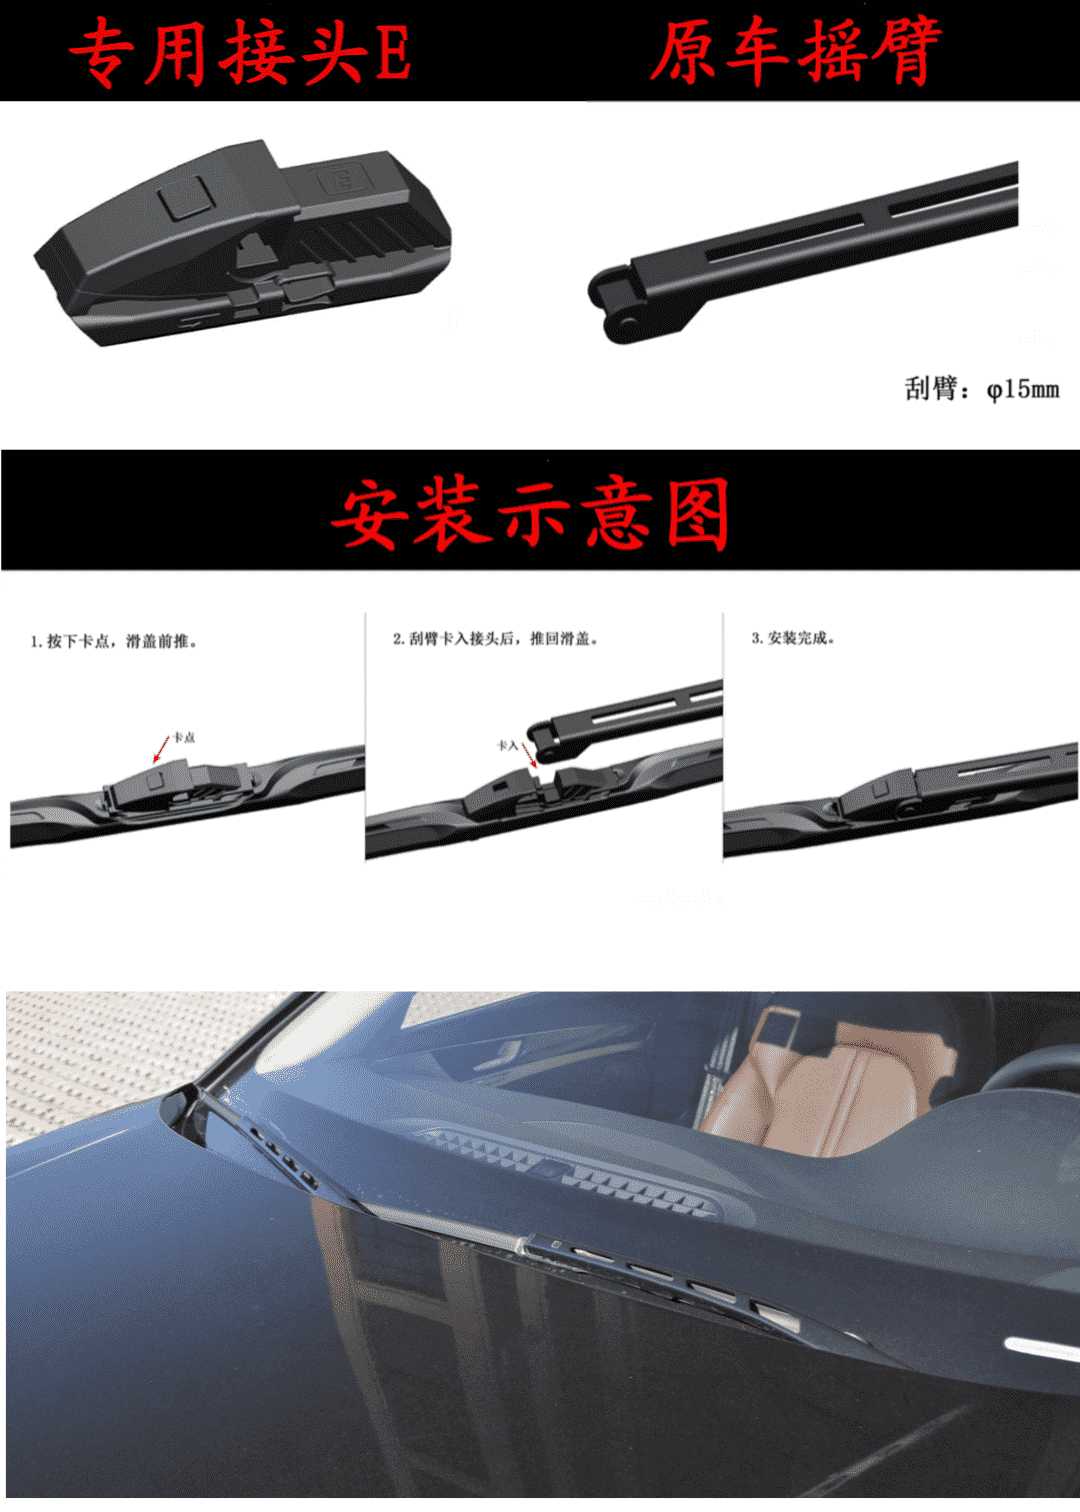 专用接头E
原车摇臂
刮臂：φ15mm
安装示意图
1.按下卡点，滑盖前推。
2.刮臂卡入接头后，推回滑盖。
3.安装完成。
卡点
卡入